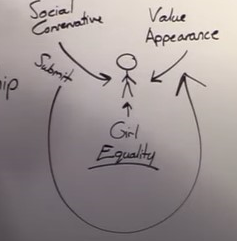 Social
Conservative
Value
Appearance
Submit
ip
Girl
Equality